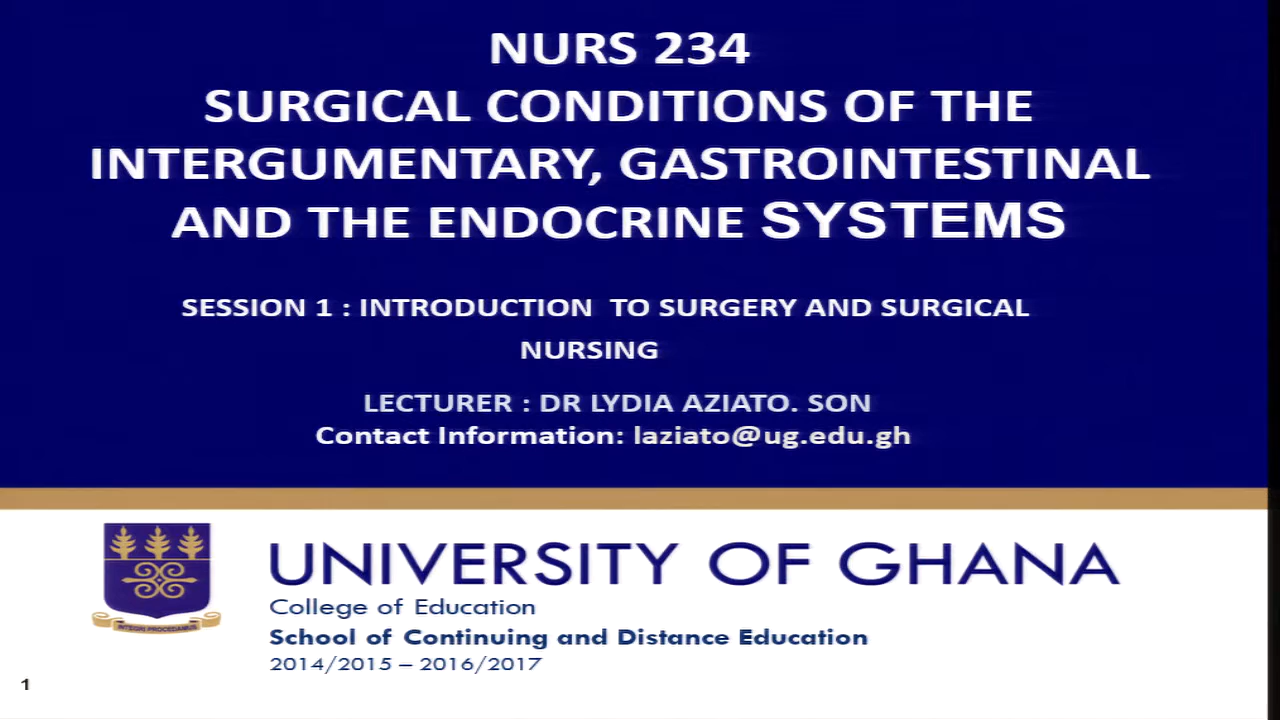 NURS 234
SURGICAL CONDITIONS OF THE
INTERGUMENTARY, GASTROINTESTINAL
AND THE ENDOCRINE SYSTEMS
SESSION 1 : INTRODUCTION TO SURGERY AND SURGICAL
NURSING
LECTURER : DR LYDIA AZIATO. SON
Contact Information: laziato@ug.edu.gh
INTEGRI PROCEDAMUS
UNIVERSITY OF GHANA
College of Education
School of Continuing and Distance Education
2014/2015 – 2016/2017
1